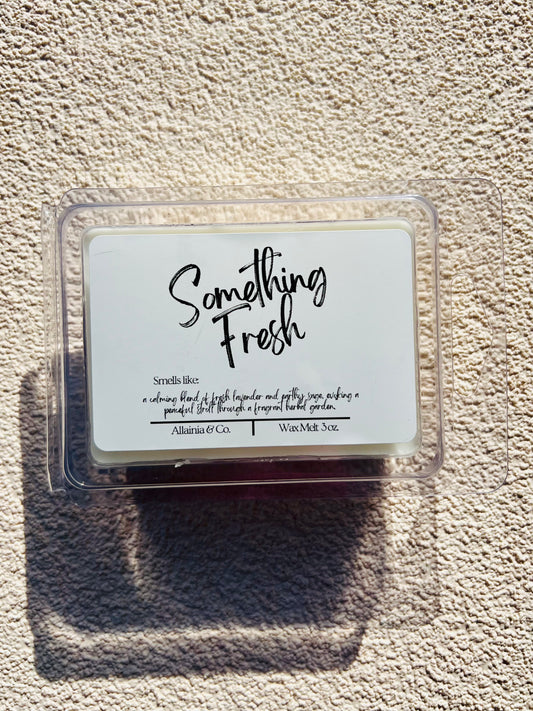 Something
Fresh
Smells like:
a calming blend of fresh lavender and earthy sage, evoking a
peaceful stroll through a fragrant herbal garden.
Allainia & Co. Wax Melt 3 oz.